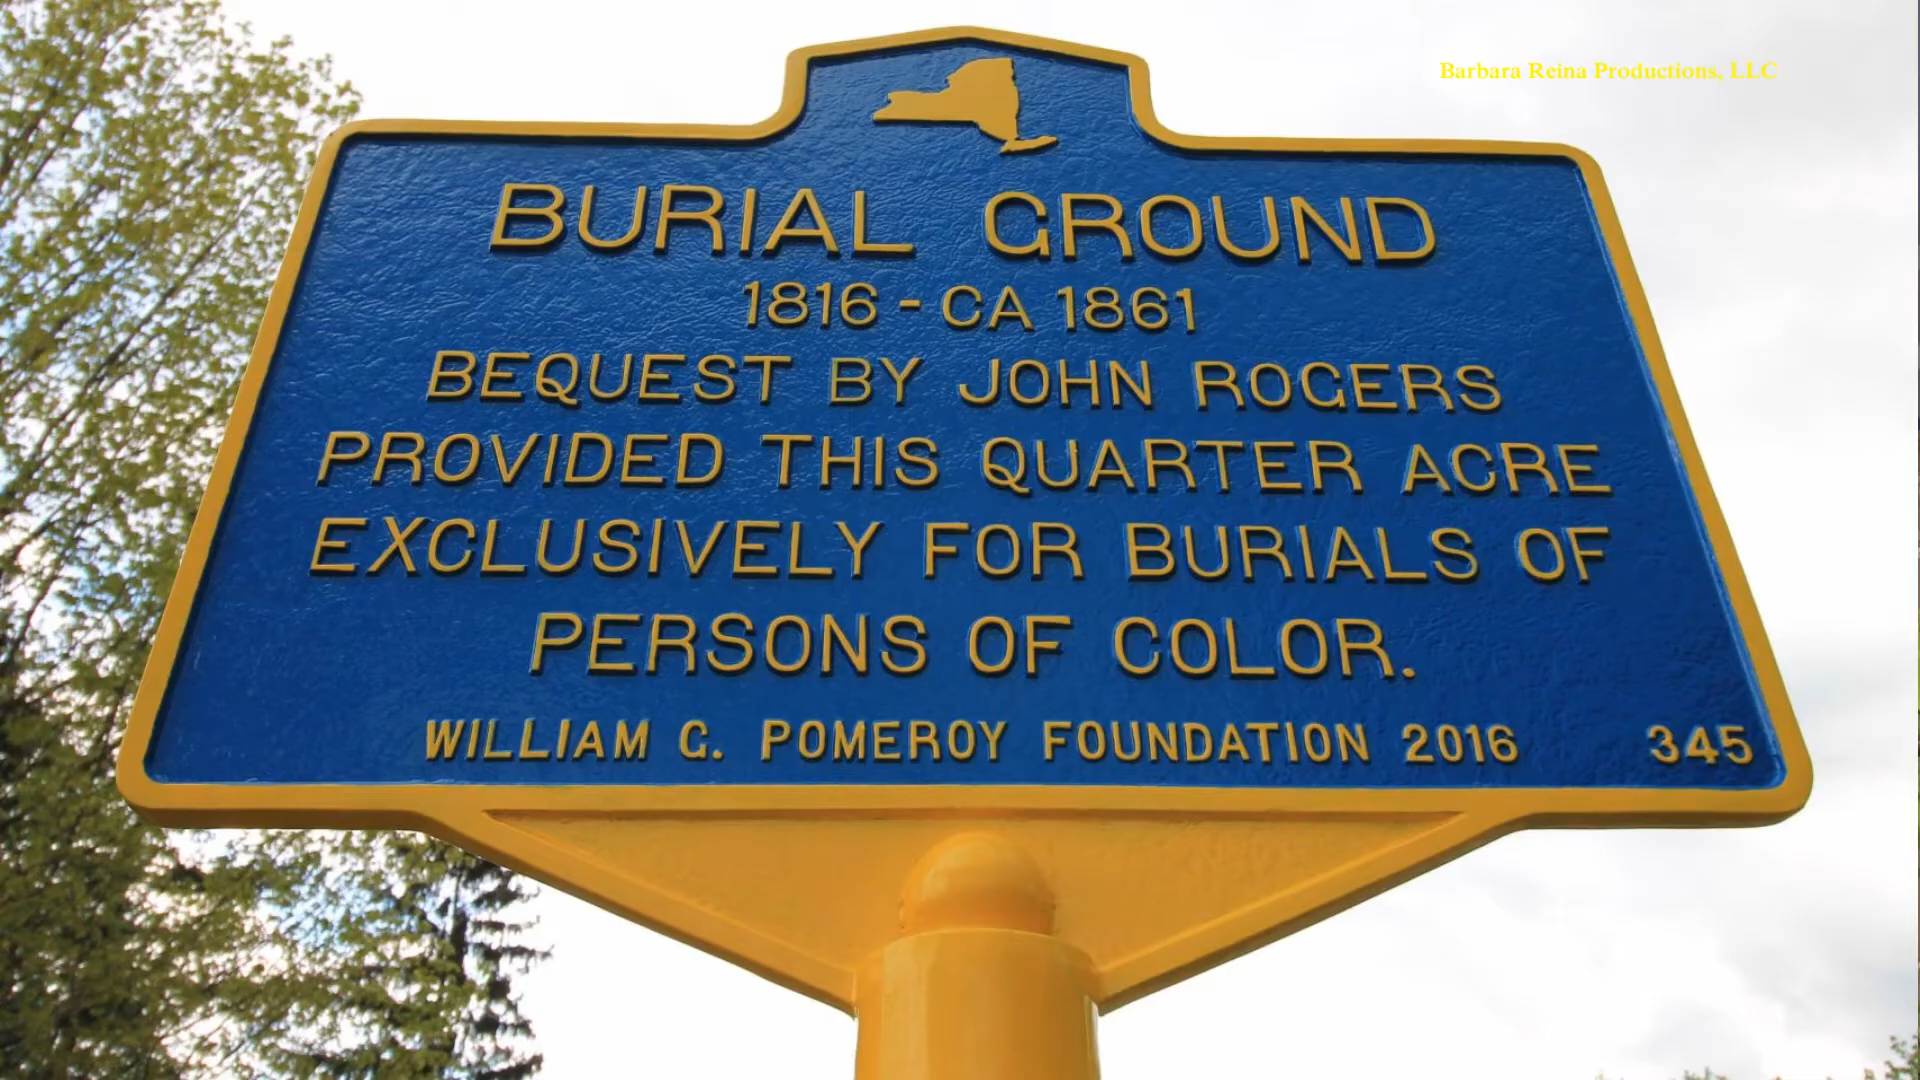 Barbara Reina Productions, LLC
BURIAL GROUND
1816 - CA 1861
BEQUEST BY JOHN ROGERS
PROVIDED THIS QUARTER ACRE
EXCLUSIVELY FOR BURIALS OF
PERSONS OF COLOR.
WILLIAM G. POMEROY FOUNDATION 2016 345